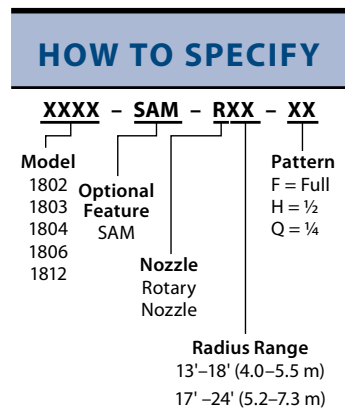 HOW TO SPECIFY
XXXX – SAM – RXX – XX
Model
1802
1803
1804
1806
1812
Optional
Feature
SAM
Nozzle
Rotary
Nozzle
Radius Range
13'–18' (4.0–5.5 m)
17' –24' (5.2–7.3 m)
Pattern
F = Full
H = ½
Q = ¼